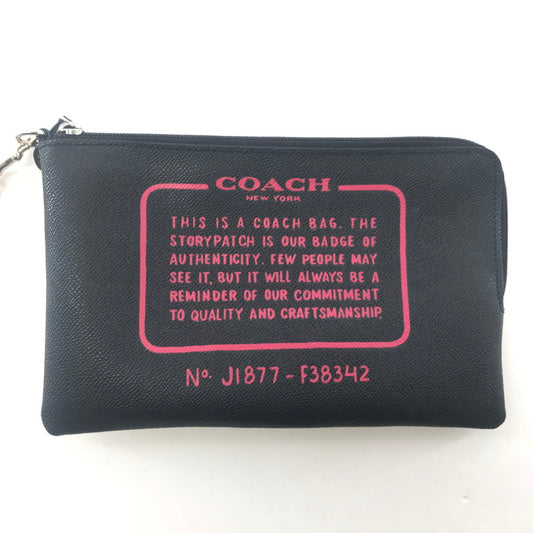 COACH
NEW YORK
THIS IS A COACH BAG. THE
STORYPATCH IS OUR BADGE OF
AUTHENTICITY. FEW PEOPLE MAY
SEE IT, BUT IT WILL ALWAYS BE A
REMINDER OF OUR COMMITMENT
TO QUALITY AND CRAFTSMANSHIP.
No. J1877-F38342